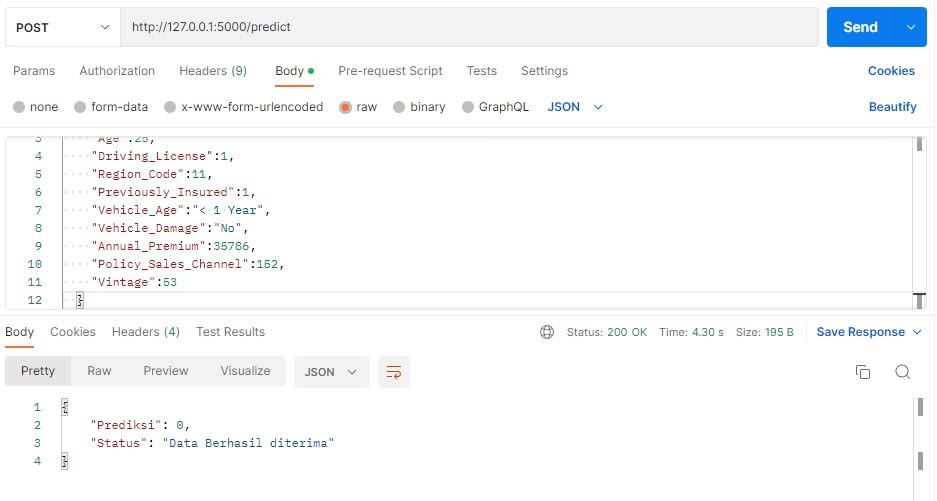 POST http://127.0.0.1:5000/predict Send
Params Authorization Headers (9) Body Pre-request Script Tests Settings Cookies
none form-data x-www-form-urlencoded raw binary GraphQL JSON Beautify
3 "Age":25,
4 "Driving_License":1,
5 "Region_Code":11,
6 "Previously_Insured":1,
7 "Vehicle_Age":"< 1 Year",
8 "Vehicle_Damage":"No",
9 "Annual_Premium":35786,
10 "Policy_Sales_Channel":152,
11 "Vintage":53
12 }
Body Cookies Headers (4) Test Results Status: 200 OK Time: 4.30 s Size: 195 B Save Response
Pretty Raw Preview Visualize JSON
1 {
2 "Prediksi": 0,
3 "Status": "Data Berhasil diterima"
4 }